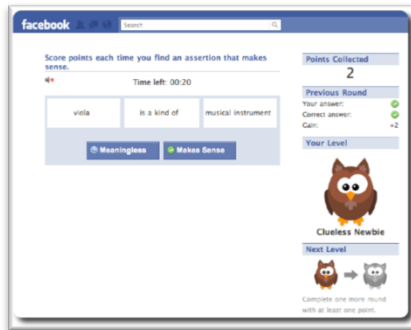 facebook
Search
Score points each time you find an assertion that makes
sense.
Time left: 00:20
viola
is a kind of
musical instrument
Meaningless
Makes Sense
Points Collected
2
Previous Round
Your answer:
Correct answer:
Gain: +2
Your Level
Clueless Newbie
Next Level
Complete one more round
with at least one point.